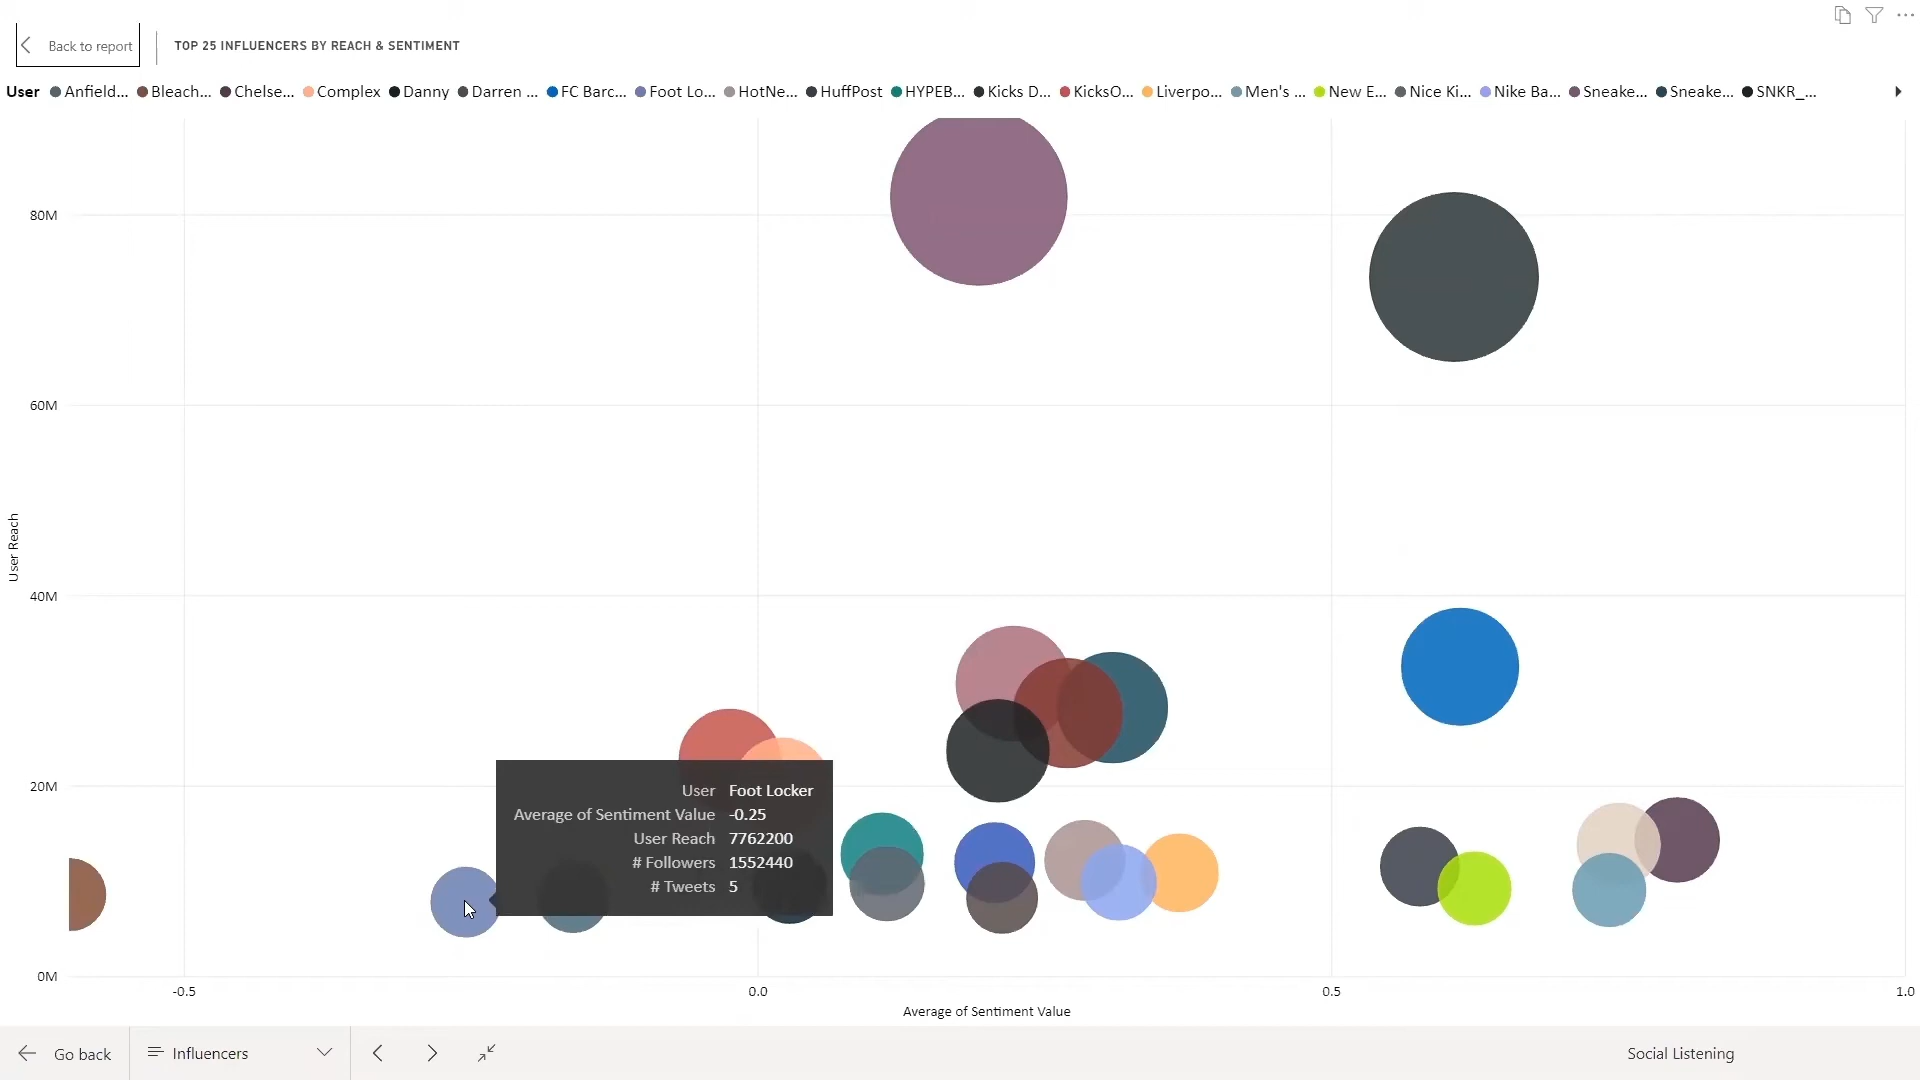 Back to report
TOP 25 INFLUENCERS BY REACH & SENTIMENT
User Anfield... Bleach... Chelse... Complex Danny Darren ... FC Barc... Foot Lo... HotNe... HuffPost HYPEB... Kicks D... KicksO... Liverpo... Men's ... New E... Nice Ki... Nike Ba... Sneake... Sneake... SNKR_...
80M
60M
User Reach
40M
20M
User Foot Locker
Average of Sentiment Value -0.25
User Reach 7762200
# Followers 1552440
# Tweets 5
0M
-0.5 0.0 0.5 1.0
Average of Sentiment Value
Go back Influencers Social Listening